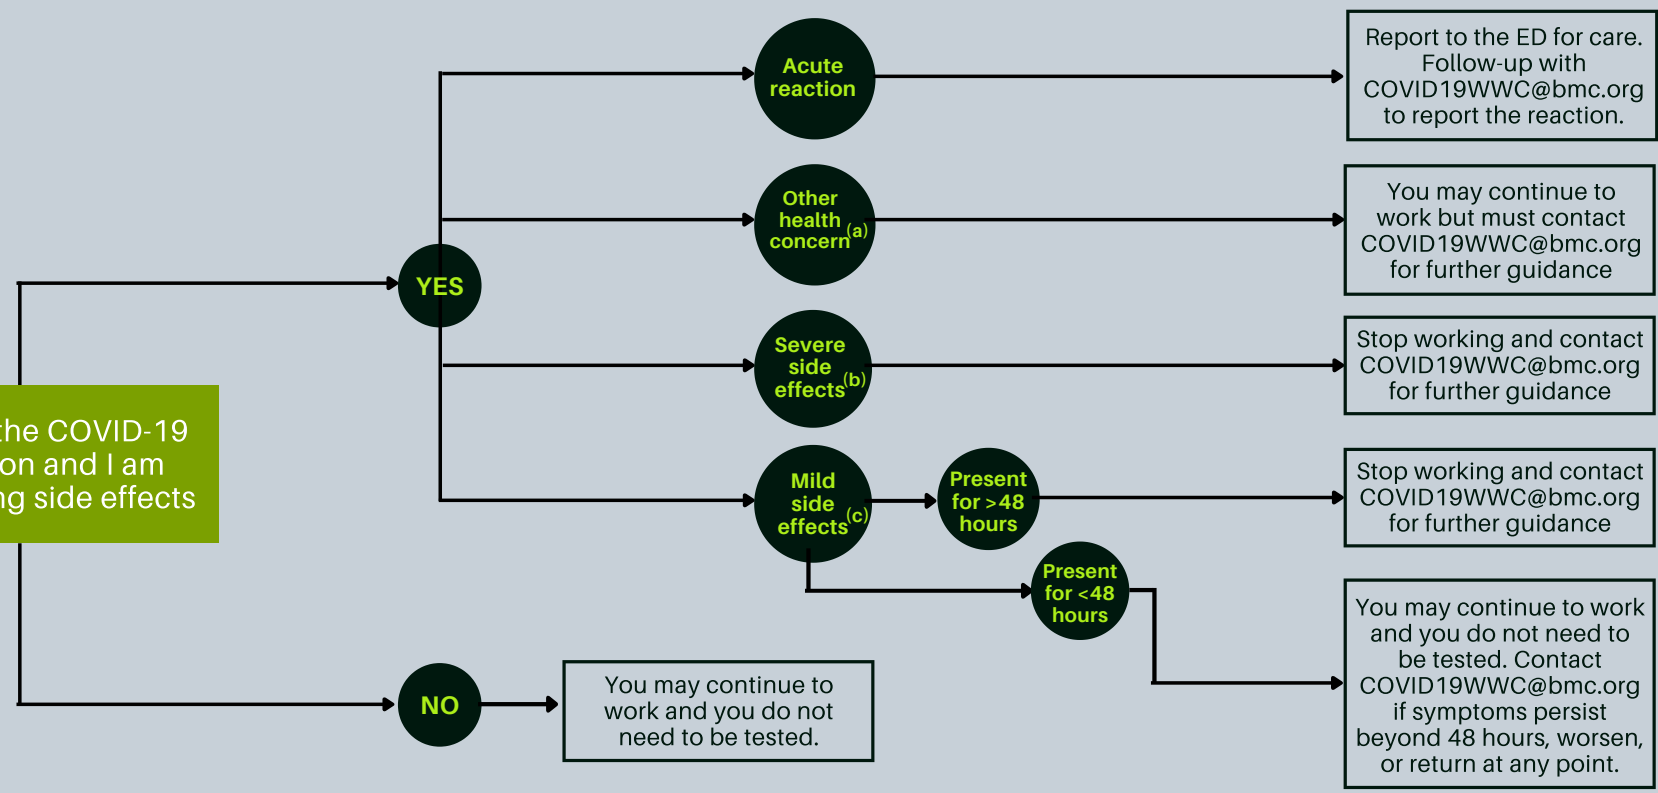 the COVID-19
on and I am
ng side effects
YES
Acute
reaction
Report to the ED for care.
Follow-up with
COVID19WWC@bmc.org
to report the reaction.
Other
health
concern(a)
You may continue to
work but must contact
COVID19WWC@bmc.org
for further guidance
Severe
side
effects(b)
Stop working and contact
COVID19WWC@bmc.org
for further guidance
Mild
side
effects(c)
Present
for >48
hours
Stop working and contact
COVID19WWC@bmc.org
for further guidance
Present
for <48
hours
You may continue to work
and you do not need to
be tested. Contact
COVID19WWC@bmc.org
if symptoms persist
beyond 48 hours, worsen,
or return at any point.
NO
You may continue to
work and you do not
need to be tested.